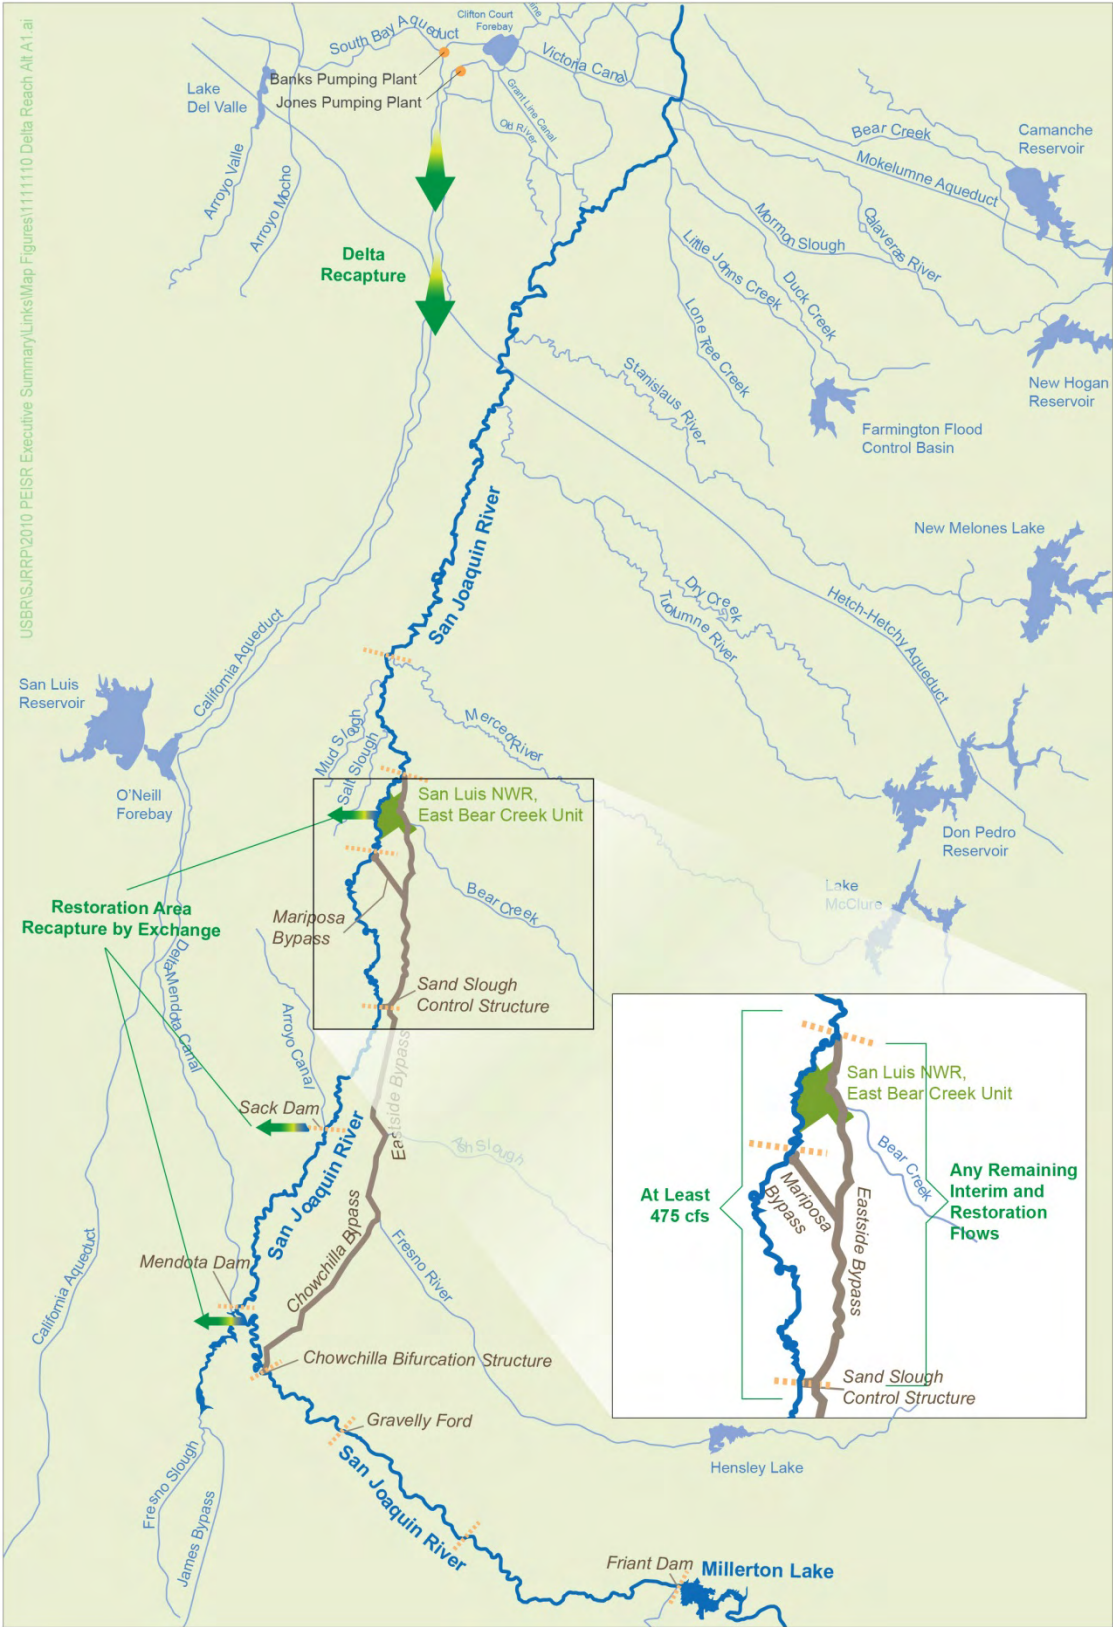 USBR\SJRRP\2010 PEISR Executive Summary\Links\Map Figures\11111110 Delta Reach Alt A1.ai
South Bay Aqueduct
Clifton Court
Forebay
Line
Victoria Canal
Banks Pumping Plant
Jones Pumping Plant
Lake
Del Valle
Grant Line Canal
Old River
Arroyo Valle
Arroyo Mocho
Bear Creek
Camanche
Reservoir
Mokelumne Aqueduct
Calaveras River
Mormon Slough
Little Johns Creek
Duck Creek
Lone Tree Creek
Delta
Recapture
New Hogan
Reservoir
Stanislaus River
Farmington Flood
Control Basin
San Joaquin River
New Melones Lake
Dry Creek
Tuolumne River
Hetch-Hetchy Aqueduct
California Aqueduct
San Luis
Reservoir
O'Neill
Forebay
Mud Slough
Salt Slough
Merced River
San Luis NWR,
East Bear Creek Unit
Don Pedro
Reservoir
Lake
McClure
Bear Creek
Restoration Area
Recapture by Exchange
Mariposa
Bypass
Delta-Mendota Canal
Sand Slough
Control Structure
Arroyo Canal
Eastside Bypass
Sack Dam
Ash Slough
San Joaquin River
Chowchilla Bypass
Fresno River
Mendota Dam
California Aqueduct
Chowchilla Bifurcation Structure
Gravelly Ford
San Joaquin River
Fresno Slough
James Bypass
Hensley Lake
Friant Dam
Millerton Lake
San Luis NWR,
East Bear Creek Unit
Bear Creek
At Least
475 cfs
Mariposa
Bypass
Eastside Bypass
Any Remaining
Interim and
Restoration
Flows
Sand Slough
Control Structure